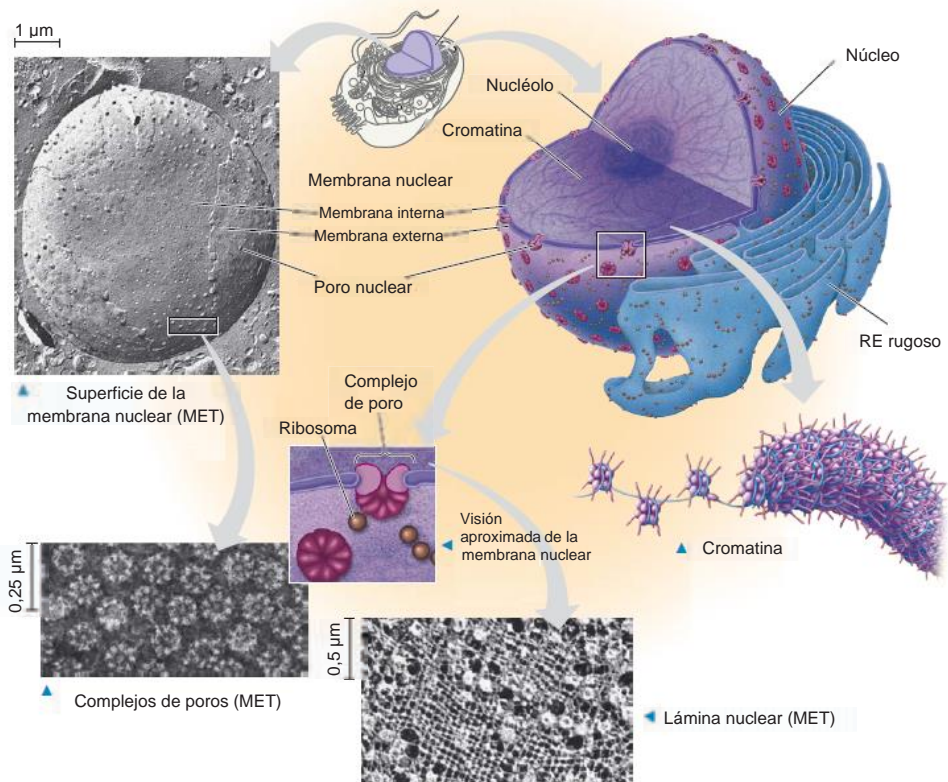 1 µm
Núcleo
Nucléolo
Cromatina
Membrana nuclear
Membrana interna
Membrana externa
Poro nuclear
RE rugoso
Superficie de la
membrana nuclear (MET)
Complejo
de poro
Ribosoma
Visión
aproximada de la
membrana nuclear
Cromatina
0,25 µm
Complejos de poros (MET)
0,5 µm
Lámina nuclear (MET)